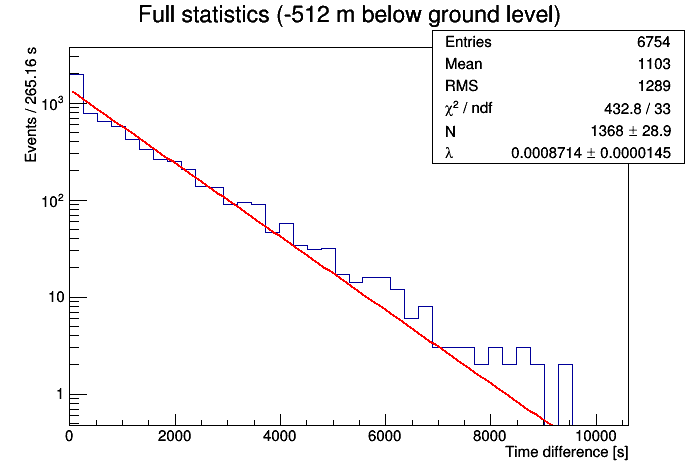 Full statistics (-512 m below ground level)
Entries 6754
Mean 1103
RMS 1289
χ² / ndf 432.8 / 33
N 1368 ± 28.9
λ 0.0008714 ± 0.0000145
Events / 265.16 s
10³
10²
10
1
0 2000 4000 6000 8000 10000
Time difference [s]